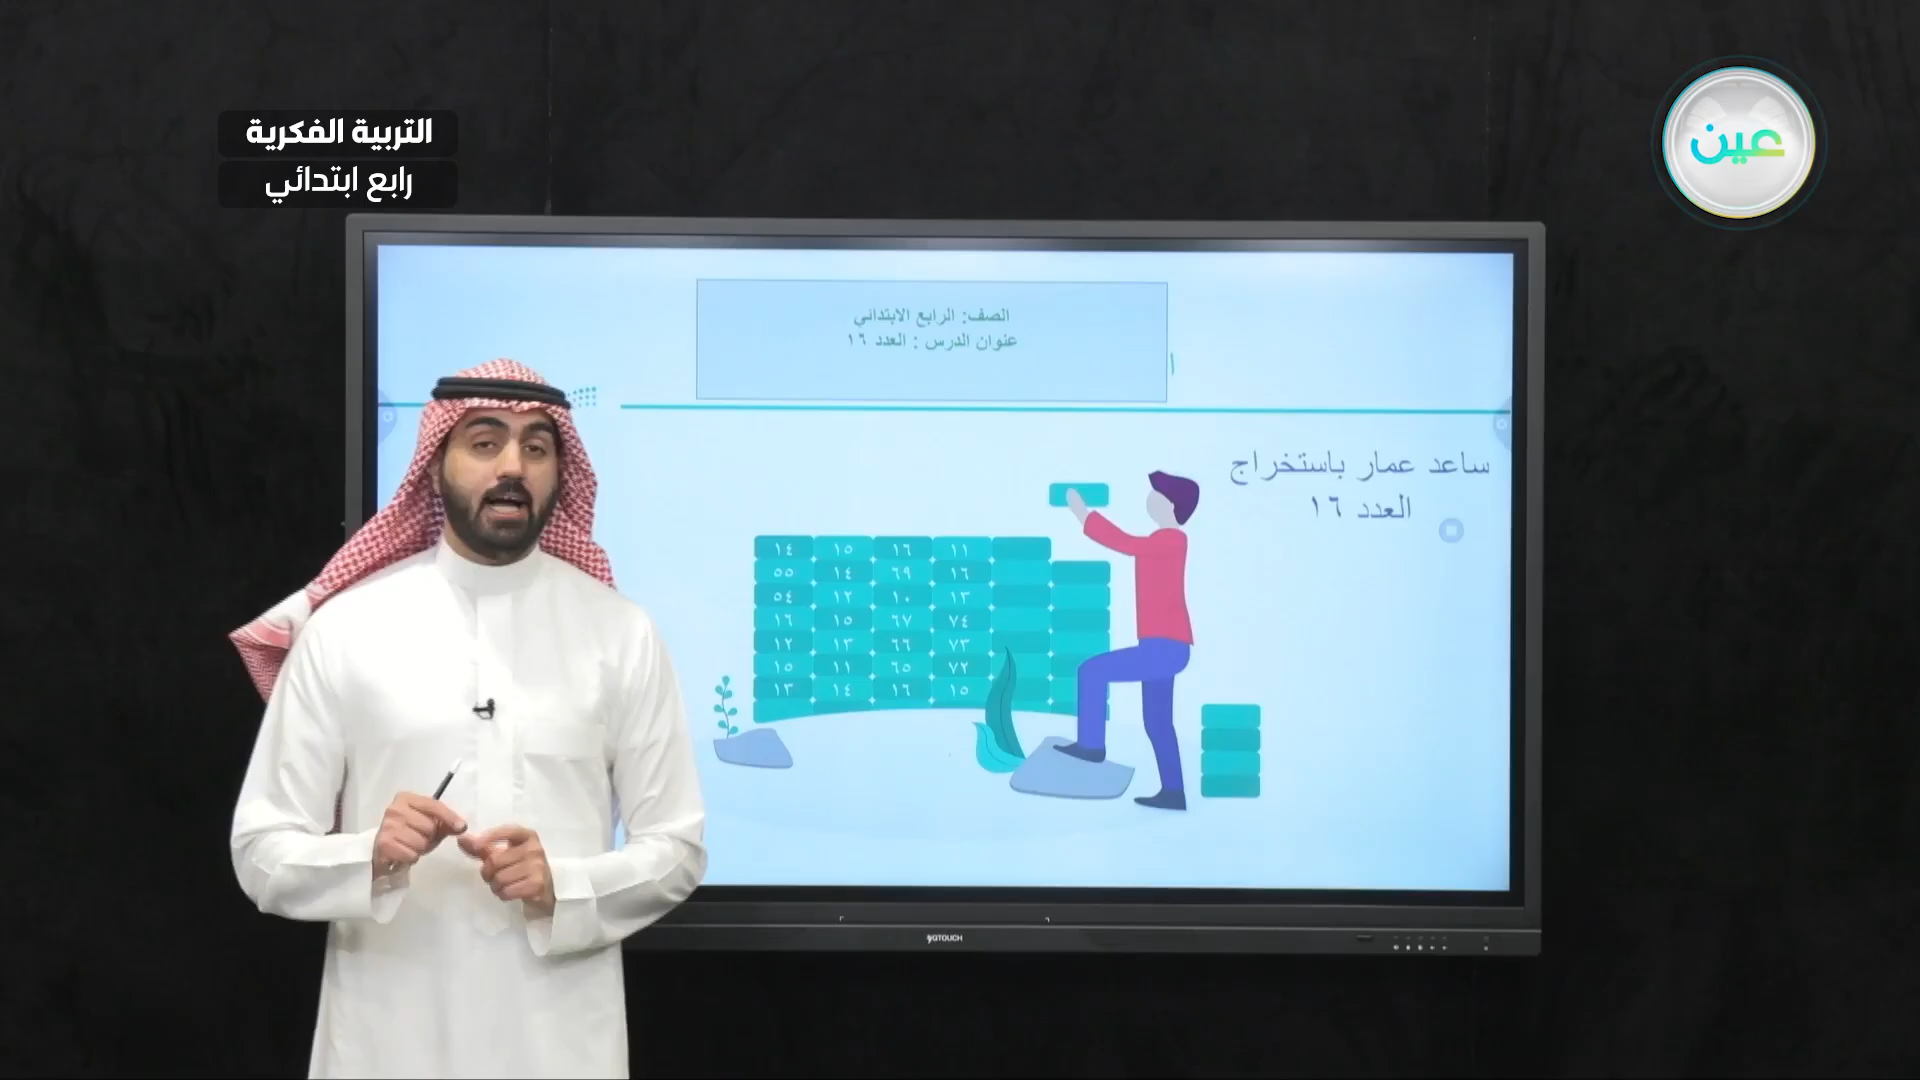 التربية الفكرية
رابع ابتدائي
عين
الصف: الرابع الابتدائي
عنوان الدرس : العدد ١٦
ا
ساعد عمار باستخراج
العدد ١٦
١٤ ١٥ ١٦ ١١
٥٥ ١٤ ٦٩ ١٦
٥٤ ١٢ ١٠ ١٣
١٦ ١٥ ٦٧ ٧٤
١٢ ١٣ ٦٦ ٧٣
١٥ ١١ ٦٥ ٧٢
١٣ ١٤ ١٦ ١٥
GTOUCH